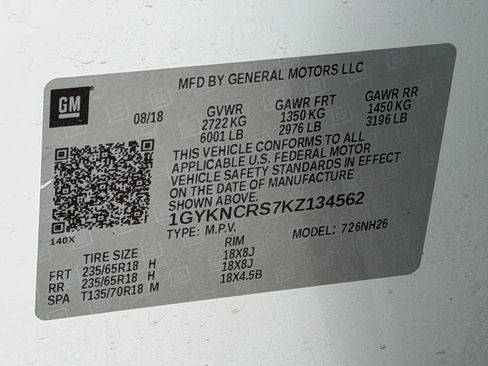 MFD BY GENERAL MOTORS LLC
GM
08/18 GVWR GAWR FRT GAWR RR
2722 KG 1350 KG 1450 KG
6001 LB 2976 LB 3196 LB
THIS VEHICLE CONFORMS TO ALL
APPLICABLE U.S. FEDERAL MOTOR
VEHICLE SAFETY STANDARDS IN EFFECT
ON THE DATE OF MANUFACTURE
1GYKNCRS7KZ134562
140X
TYPE: M.P.V. MODEL: 726NH26
TIRE SIZE RIM
FRT 235/65R18 H 18X8J
RR 235/65R18 H 18X8J
SPA T135/70R18 M 18X4.5B